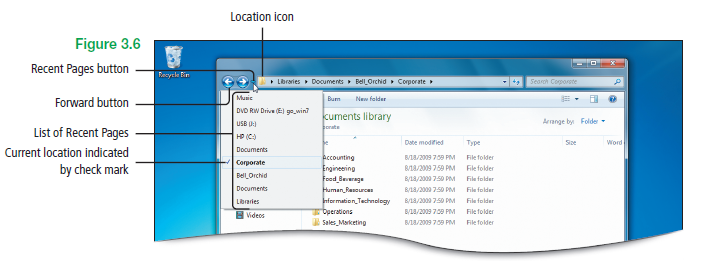 Location icon
Figure 3.6
Recent Pages button
Forward button
List of Recent Pages
Current location indicated
by check mark
Recycle Bin
Libraries ▸ Documents ▸ Bell_Orchid ▸ Corporate ▸
Search Corporate
Music
DVD RW Drive (E:) go_win7
USB (J:)
HP (C:)
Documents
Corporate
Bell_Orchid
Documents
Libraries
Videos
Burn New folder
cuments library
orate
Arrange by: Folder
me Date modified Type Size Word
Accounting 8/18/2009 7:59 PM File folder
Engineering 8/18/2009 7:59 PM File folder
Food_Beverage 8/18/2009 7:59 PM File folder
Human_Resources 8/18/2009 7:59 PM File folder
Information_Technology 8/18/2009 7:59 PM File folder
Operations 8/18/2009 7:59 PM File folder
Sales_Marketing 8/18/2009 7:59 PM File folder